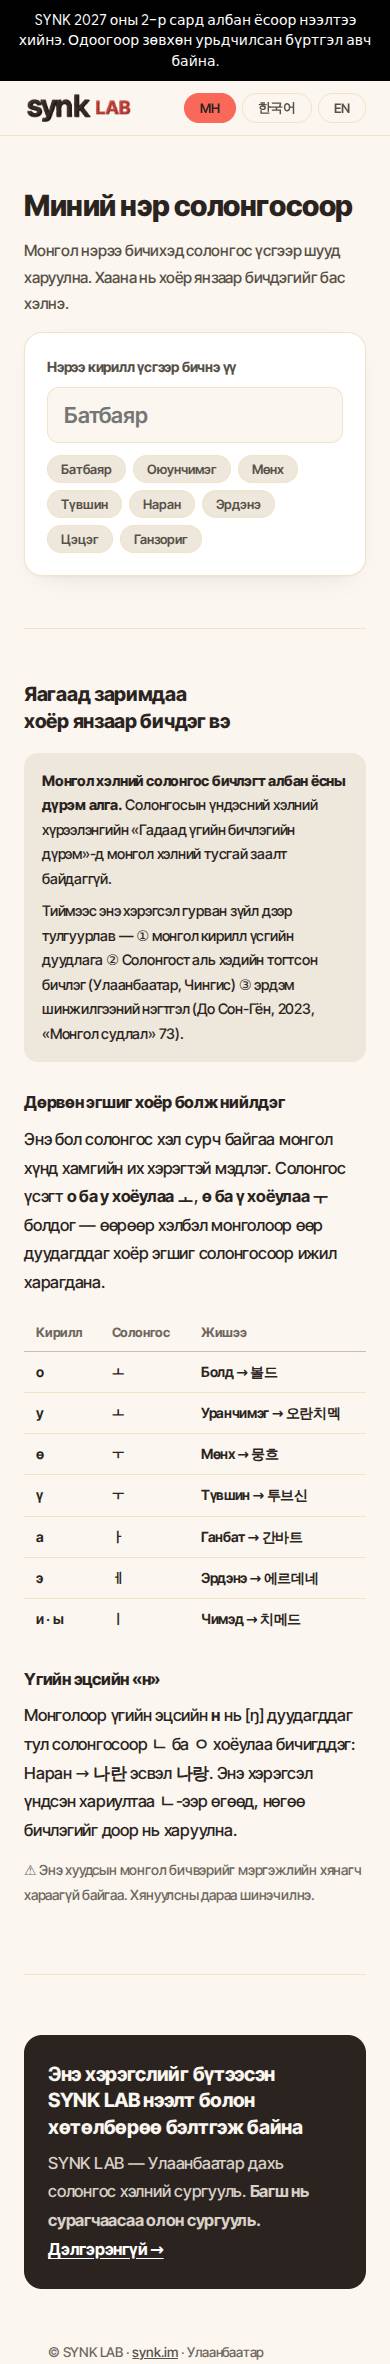 SYNK 2027 оны 2-р сард албан ёсоор нээлтээ
хийнэ. Одоогоор зөвхөн урьдчилсан бүртгэл авч
байна.
synk LAB
МН
한국어
EN
Миний нэр солонгосоор
Монгол нэрээ бичихэд солонгос үсгээр шууд
харуулна. Хаана нь хоёр янзаар бичдэгийг бас
хэлнэ.
Нэрээ кирилл үсгээр бичнэ үү
Батбаяр
Батбаяр
Оюунчимэг
Мөнх
Түвшин
Наран
Эрдэнэ
Цэцэг
Ганзориг
Яагаад заримдаа
хоёр янзаар бичдэг вэ
Монгол хэлний солонгос бичлэгт албан ёсны
дүрэм алга. Солонгосын үндэсний хэлний
хүрээлэнгийн «Гадаад үгийн бичлэгийн
дүрэм»-д монгол хэлний тусгай заалт
байдаггүй.
Тиймээс энэ хэрэгсэл гурван зүйл дээр
тулгуурлав — ① монгол кирилл үсгийн
дуудлага ② Солонгост аль хэдийн тогтсон
бичлэг (Улаанбаатар, Чингис) ③ эрдэм
шинжилгээний нэгтгэл (До Сон-Гён, 2023,
«Монгол судлал» 73).
Дөрвөн эгшиг хоёр болж нийлдэг
Энэ бол солонгос хэл сурч байгаа монгол
хүнд хамгийн их хэрэгтэй мэдлэг. Солонгос
үсэгт о ба у хоёулаа ㅗ, ө ба ү хоёулаа ㅜ
болдог — өөрөөр хэлбэл монголоор өөр
дуудагддаг хоёр эгшиг солонгосоор ижил
харагдана.
Кирилл Солонгос Жишээ
о ㅗ Болд → 볼드
у ㅗ Уранчимэг → 오란치멕
ө ㅜ Мөнх → 뭉흐
ү ㅜ Түвшин → 투브신
а ㅏ Ганбат → 간바트
э ㅔ Эрдэнэ → 에르데네
и · ы ㅣ Чимэд → 치메드
Үгийн эцсийн «н»
Монголоор үгийн эцсийн н нь [ŋ] дуудагддаг
тул солонгосоор ㄴ ба ㅇ хоёулаа бичигддэг:
Наран → 나란 эсвэл 나랑. Энэ хэрэгсэл
үндсэн хариултаа ㄴ-ээр өгөөд, нөгөө
бичлэгийг доор нь харуулна.
⚠ Энэ хуудсын монгол бичвэрийг мэргэжлийн хянагч
хараагүй байгаа. Хянуулсны дараа шинэчилнэ.
Энэ хэрэгслийг бүтээсэн
SYNK LAB нээлт болон
хөтөлбөрөө бэлтгэж байна
SYNK LAB — Улаанбаатар дахь
солонгос хэлний сургууль. Багш нь
сурагчаасаа олон сургууль.
Дэлгэрэнгүй →
© SYNK LAB · synk.im · Улаанбаатар